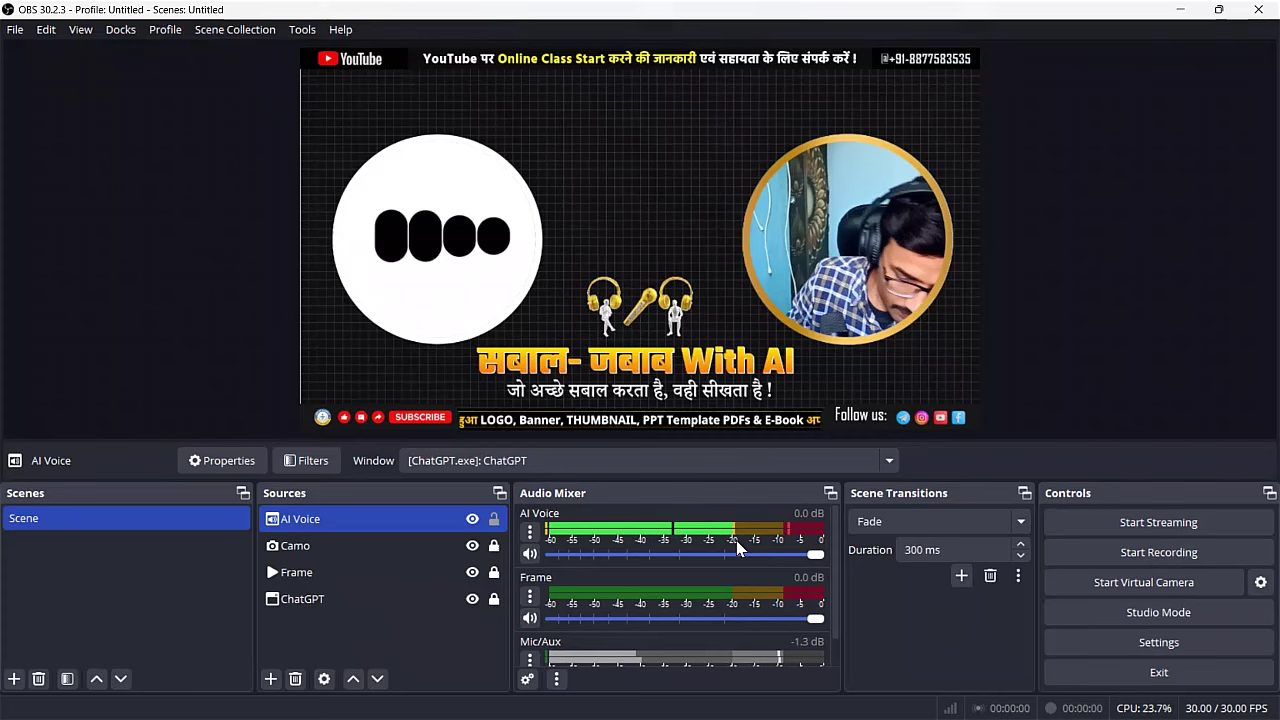 OBS 30.2.3 - Profile: Untitled - Scenes: Untitled
File Edit View Docks Profile Scene Collection Tools Help
YouTube YouTube पर Online Class Start करने की जानकारी एवं सहायता के लिए संपर्क करें ! +91-8877583535
सबाल- जबाब With AI
जो अच्छे सबाल करता है, वही सीखता है !
SUBSCRIBE हुआ LOGO, Banner, THUMBNAIL, PPT Template PDFs & E-Book Follow us:
AI Voice Properties Filters Window [ChatGPT.exe]: ChatGPT
Scenes
Scene
Sources
AI Voice
Camo
Frame
ChatGPT
Audio Mixer
AI Voice 0.0 dB
-60 -55 -50 -45 -40 -35 -30 -25 -20 -15 -10 -5 0
Frame 0.0 dB
-60 -55 -50 -45 -40 -35 -30 -25 -20 -15 -10 -5 0
Mic/Aux -1.3 dB
Scene Transitions
Fade
Duration 300 ms
Controls
Start Streaming
Start Recording
Start Virtual Camera
Studio Mode
Settings
Exit
00:00:00 00:00:00 CPU: 23.7% 30.00 / 30.00 FPS